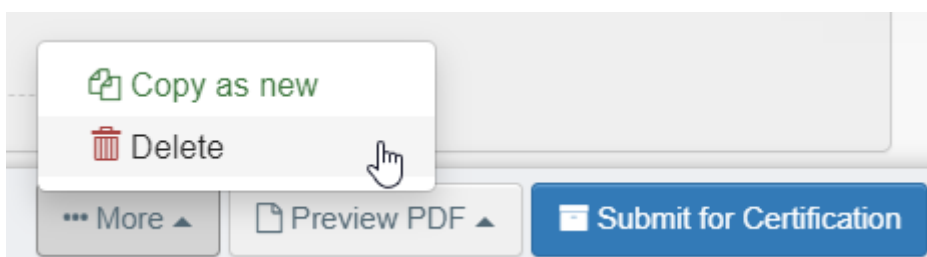 Copy as new
Delete
More
Preview PDF
Submit for Certification